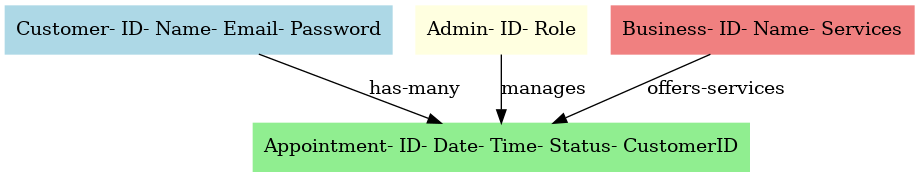 Customer- ID- Name- Email- Password
Admin- ID- Role
Business- ID- Name- Services
has-many
manages
offers-services
Appointment- ID- Date- Time- Status- CustomerID